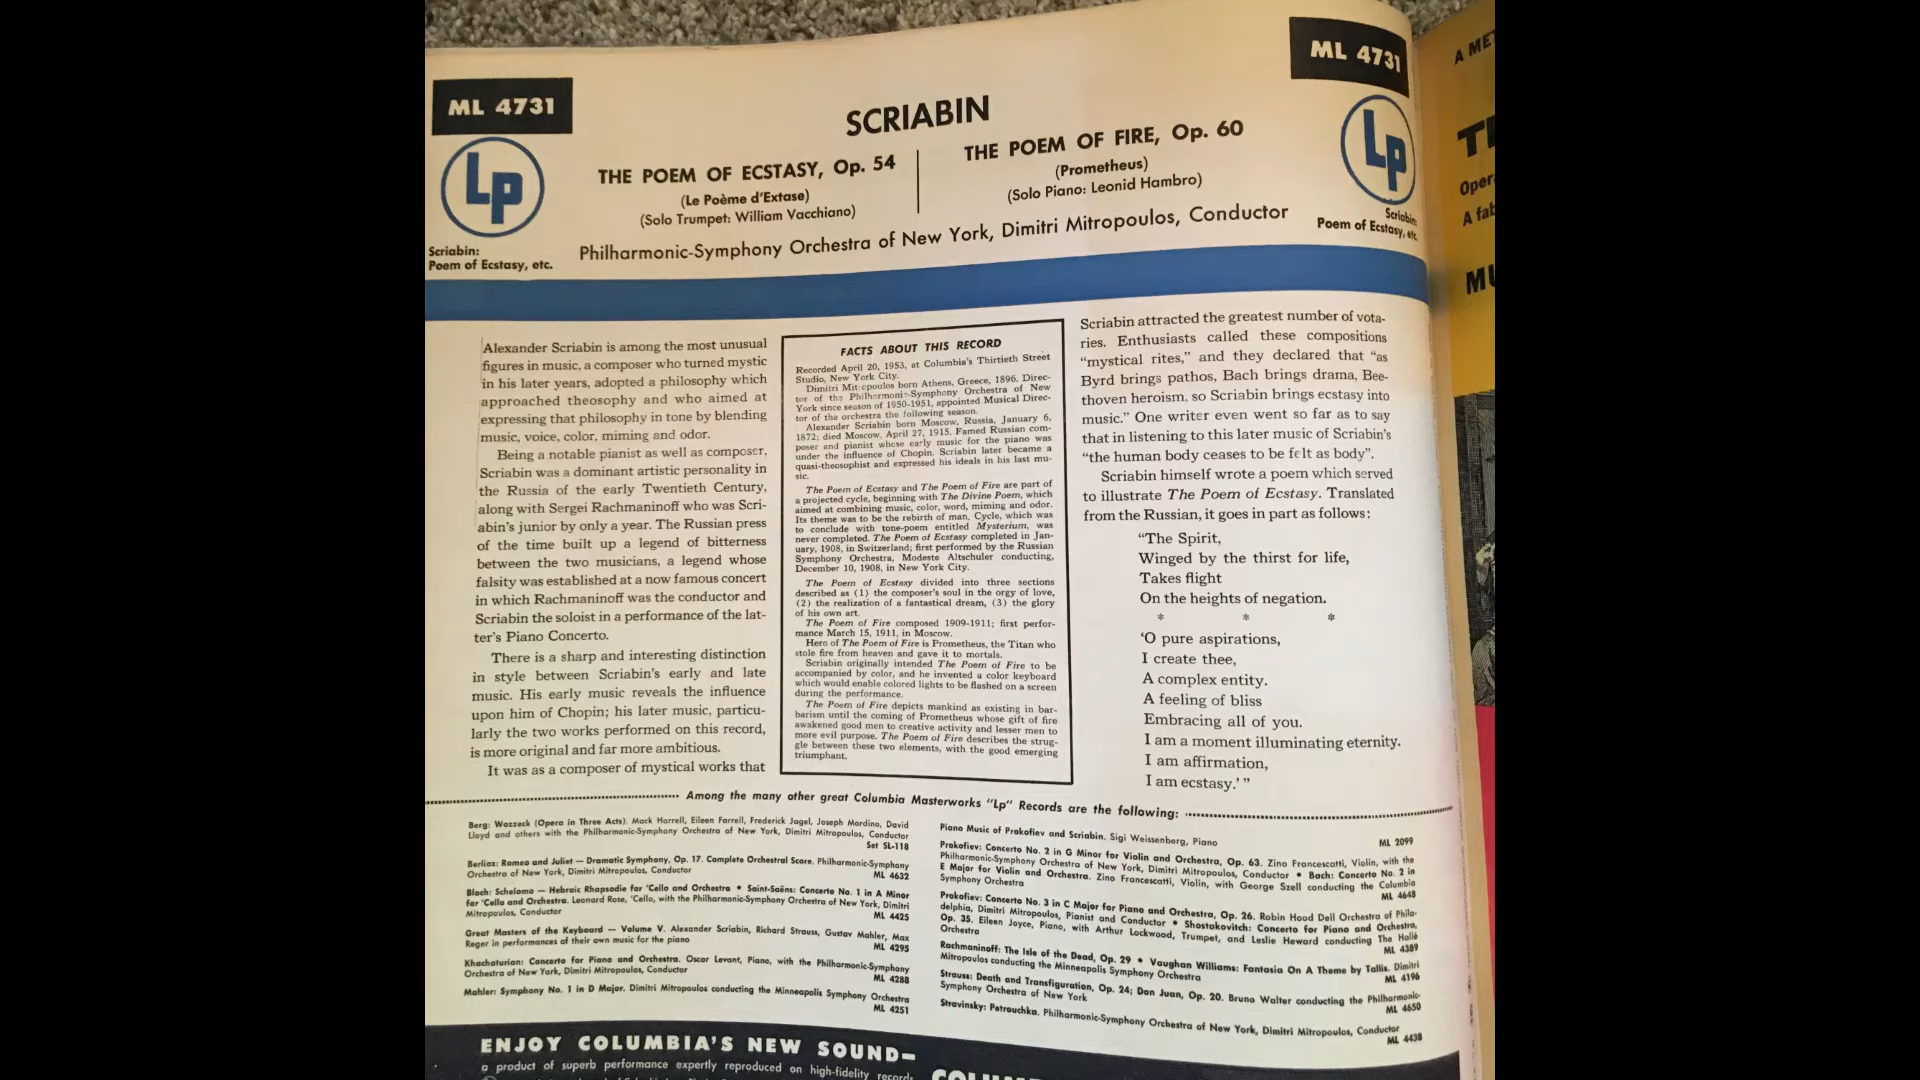 ML 4731
ML 4731
Lp
Lp
SCRIABIN
THE POEM OF ECSTASY, Op. 54
(Le Poème d'Extase)
(Solo Trumpet: William Vacchiano)
THE POEM OF FIRE, Op. 60
(Prometheus)
(Solo Piano: Leonid Hambro)
Scriabin:
Poem of Ecstasy, etc.
Philharmonic-Symphony Orchestra of New York, Dimitri Mitropoulos, Conductor
Scriabin:
Poem of Ecstasy, etc.
Alexander Scriabin is among the most unusual
figures in music, a composer who turned mystic
in his later years, adopted a philosophy which
approached theosophy and who aimed at
expressing that philosophy in tone by blending
music, voice, color, miming and odor.
Being a notable pianist as well as composer,
Scriabin was a dominant artistic personality in
the Russia of the early Twentieth Century,
along with Sergei Rachmaninoff who was Scri-
abin's junior by only a year. The Russian press
of the time built up a legend of bitterness
between the two musicians, a legend whose
falsity was established at a now famous concert
in which Rachmaninoff was the conductor and
Scriabin the soloist in a performance of the lat-
ter's Piano Concerto.
There is a sharp and interesting distinction
in style between Scriabin's early and late
music. His early music reveals the influence
upon him of Chopin; his later music, particu-
larly the two works performed on this record,
is more original and far more ambitious.
It was as a composer of mystical works that
FACTS ABOUT THIS RECORD
Recorded April 20, 1953, at Columbia's Thirtieth Street
Studio, New York City.
Dimitri Mit opoulos born Athens, Greece, 1896. Direc-
tor of the Philharmonic-Symphony Orchestra of New
York since season of 1950-1951, appointed Musical Direc-
tor of the orchestra the following season.
Alexander Scriabin born Moscow, Russia, January 6,
1872; died Moscow, April 27, 1915. Famed Russian com-
poser and pianist whose early music for the piano was
under the influence of Chopin. Scriabin later became a
quasi-theosophist and expressed his ideals in his last mu-
sic.
The Poem of Ecstasy and The Poem of Fire are part of
a projected cycle, beginning with The Divine Poem, which
aimed at combining music, color, word, miming and odor.
Its theme was to be the rebirth of man. Cycle, which was
to conclude with tone-poem entitled Mysterium, was
never completed. The Poem of Ecstasy completed in Jan-
uary, 1908, in Switzerland; first performed by the Russian
Symphony Orchestra, Modeste Altschuler conducting,
December 10, 1908, in New York City.
The Poem of Ecstasy divided into three sections
described as (1) the composer's soul in the orgy of love,
(2) the realization of a fantastical dream, (3) the glory
of his own art.
The Poem of Fire composed 1909-1911; first perfor-
mance March 15, 1911, in Moscow.
Hero of The Poem of Fire is Prometheus, the Titan who
stole fire from heaven and gave it to mortals.
Scriabin originally intended The Poem of Fire to be
accompanied by color, and he invented a color keyboard
which would enable colored lights to be flashed on a screen
during the performance.
The Poem of Fire depicts mankind as existing in bar-
barism until the coming of Prometheus whose gift of fire
awakened good men to creative activity and lesser men to
more evil purpose. The Poem of Fire describes the strug-
gle between these two elements, with the good emerging
triumphant.
Scriabin attracted the greatest number of vota-
ries. Enthusiasts called these compositions
“mystical rites,” and they declared that “as
Byrd brings pathos, Bach brings drama, Bee-
thoven heroism, so Scriabin brings ecstasy into
music.” One writer even went so far as to say
that in listening to this later music of Scriabin's
“the human body ceases to be felt as body”.
Scriabin himself wrote a poem which served
to illustrate The Poem of Ecstasy. Translated
from the Russian, it goes in part as follows:
“The Spirit,
Winged by the thirst for life,
Takes flight
On the heights of negation.
* * *
‘O pure aspirations,
I create thee,
A complex entity.
A feeling of bliss
Embracing all of you.
I am a moment illuminating eternity.
I am affirmation,
I am ecstasy.’”
Among the many other great Columbia Masterworks "Lp" Records are the following:
Berg: Wozzeck (Opera in Three Acts). Mack Harrell, Eileen Farrell, Frederick Jagel, Joseph Mordino, David
Lloyd and others with the Philharmonic-Symphony Orchestra of New York, Dimitri Mitropoulos, Conductor
Set SL-118
Berlioz: Romeo and Juliet — Dramatic Symphony, Op. 17. Complete Orchestral Score. Philharmonic-Symphony
Orchestra of New York, Dimitri Mitropoulos, Conductor
ML 4632
Bloch: Schelomo — Hebraic Rhapsodie for 'Cello and Orchestra • Saint-Saëns: Concerto No. 1 in A Minor
for 'Cello and Orchestra. Leonard Rose, 'Cello, with the Philharmonic-Symphony Orchestra of New York, Dimitri
Mitropoulos, Conductor
ML 4425
Great Masters of the Keyboard — Volume V. Alexander Scriabin, Richard Strauss, Gustav Mahler, Max
Reger in performances of their own music for the piano
ML 4295
Khachaturian: Concerto for Piano and Orchestra. Oscar Levant, Piano, with the Philharmonic-Symphony
Orchestra of New York, Dimitri Mitropoulos, Conductor
ML 4288
Mahler: Symphony No. 1 in D Major. Dimitri Mitropoulos conducting the Minneapolis Symphony Orchestra
ML 4251
Piano Music of Prokofiev and Scriabin. Sigi Weissenberg, Piano
ML 2099
Prokofiev: Concerto No. 2 in G Minor for Violin and Orchestra, Op. 63. Zino Francescatti, Violin, with the
Philharmonic-Symphony Orchestra of New York, Dimitri Mitropoulos, Conductor • Bach: Concerto No. 2 in
E Major for Violin and Orchestra. Zino Francescatti, Violin, with George Szell conducting the Columbia
Symphony Orchestra
ML 4648
Prokofiev: Concerto No. 3 in C Major for Piano and Orchestra, Op. 26. Robin Hood Dell Orchestra of Phila-
delphia, Dimitri Mitropoulos, Pianist and Conductor • Shostakovitch: Concerto for Piano and Orchestra,
Op. 35. Eileen Joyce, Piano, with Arthur Lockwood, Trumpet, and Leslie Heward conducting The Hallé
Orchestra
ML 4389
Rachmaninoff: The Isle of the Dead, Op. 29 • Vaughan Williams: Fantasia On A Theme by Tallis. Dimitri
Mitropoulos conducting the Minneapolis Symphony Orchestra
ML 4196
Strauss: Death and Transfiguration, Op. 24; Don Juan, Op. 20. Bruno Walter conducting the Philharmonic-
Symphony Orchestra of New York
ML 4650
Stravinsky: Petrouchka. Philharmonic-Symphony Orchestra of New York, Dimitri Mitropoulos, Conductor
ML 4438
ENJOY COLUMBIA'S NEW SOUND—
a product of superb performance expertly reproduced on high-fidelity records
A MET
Opera
A fab
MU